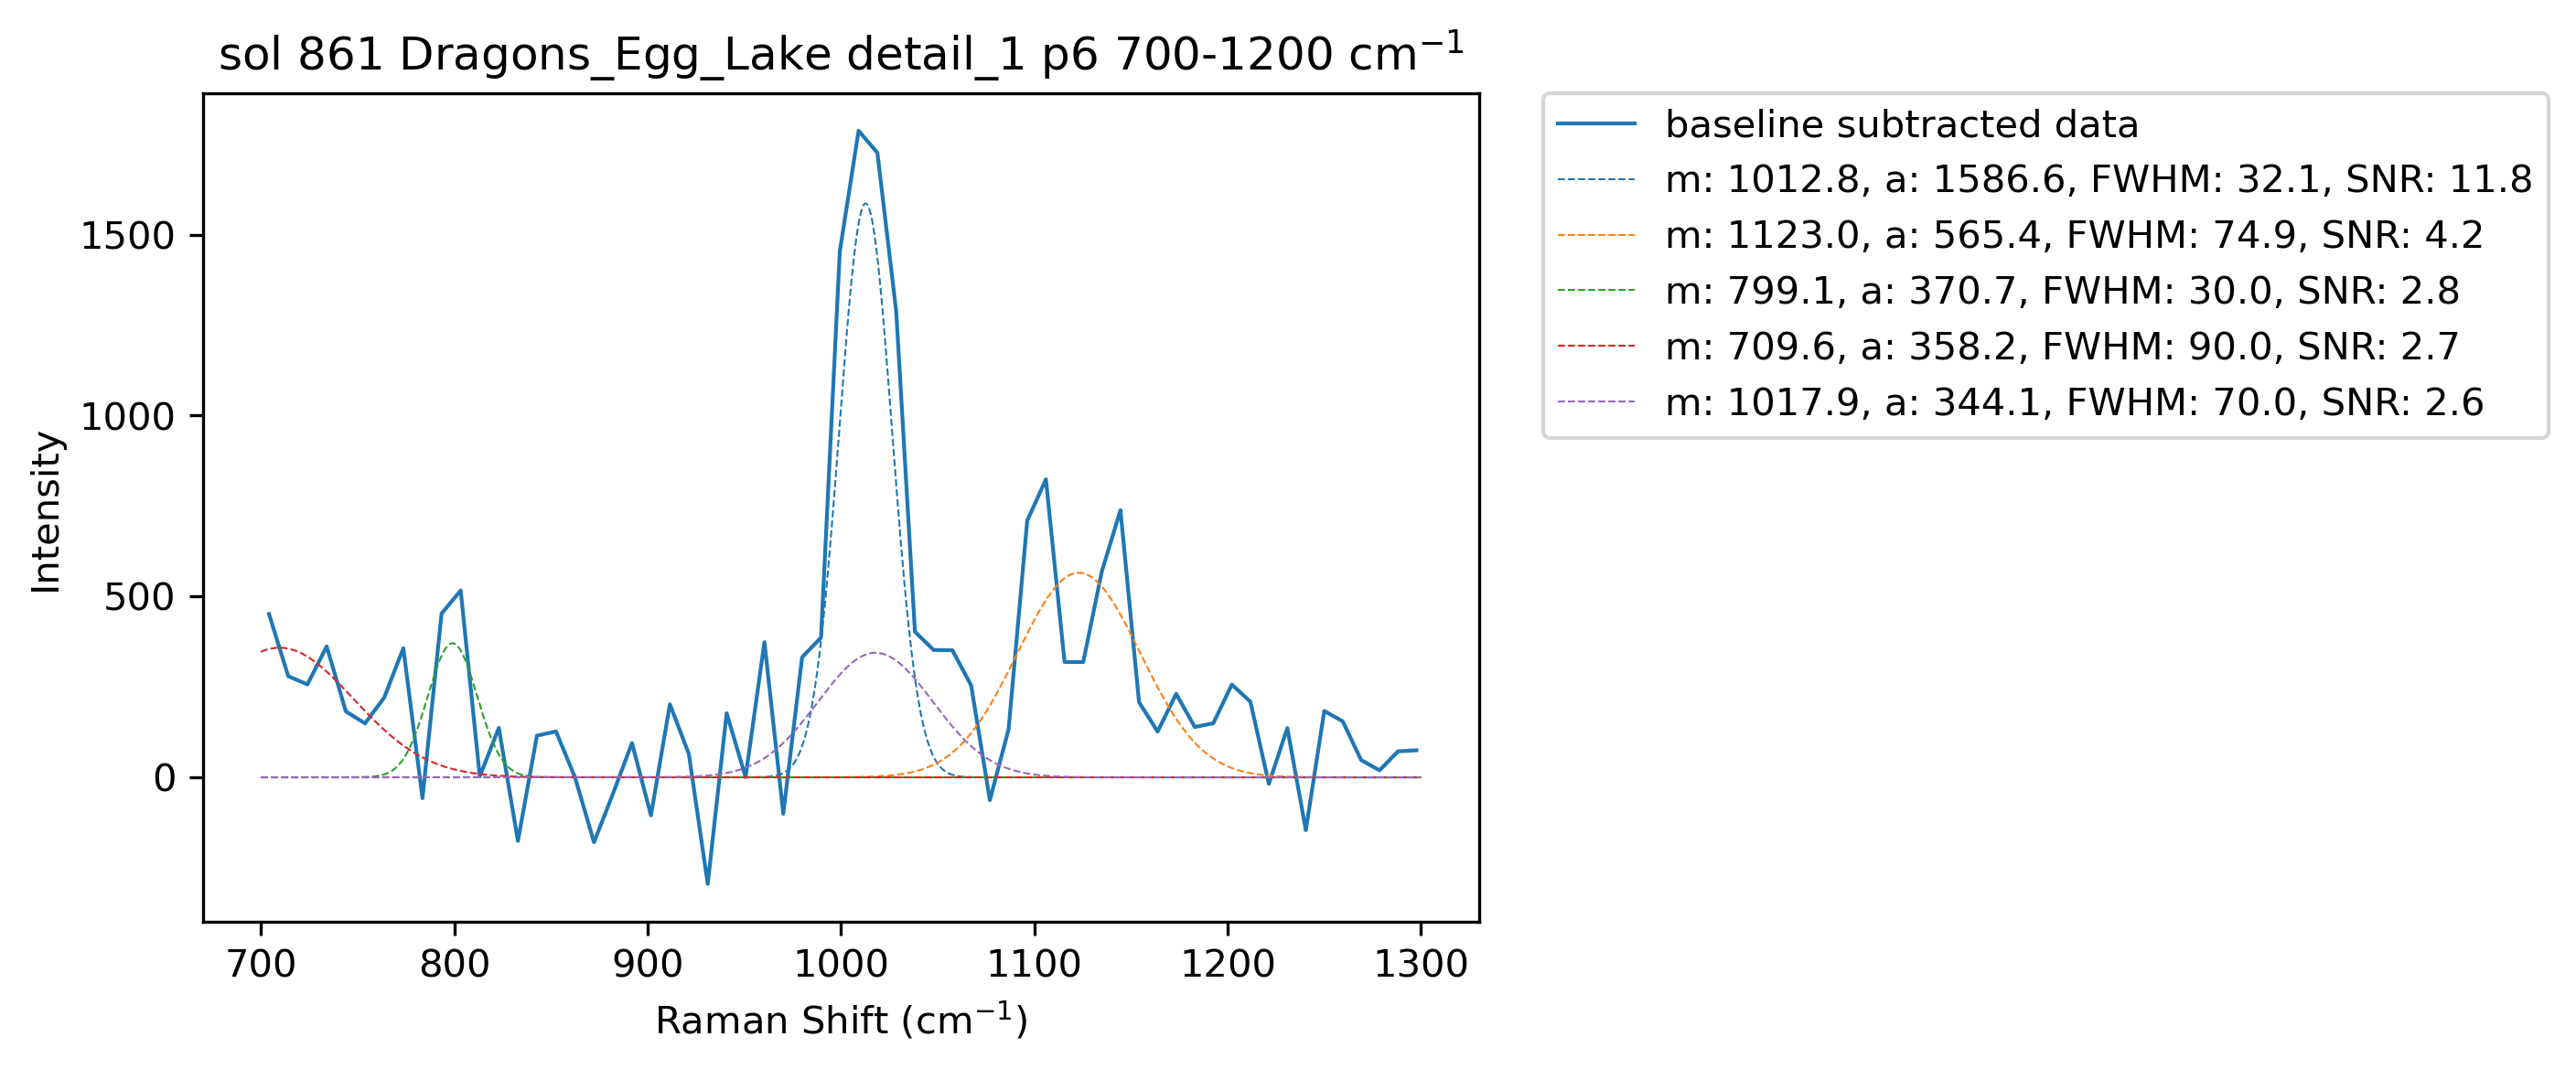 sol 861 Dragons_Egg_Lake detail_1 p6 700-1200 cm⁻¹
baseline subtracted data
m: 1012.8, a: 1586.6, FWHM: 32.1, SNR: 11.8
m: 1123.0, a: 565.4, FWHM: 74.9, SNR: 4.2
m: 799.1, a: 370.7, FWHM: 30.0, SNR: 2.8
m: 709.6, a: 358.2, FWHM: 90.0, SNR: 2.7
m: 1017.9, a: 344.1, FWHM: 70.0, SNR: 2.6
Intensity
1500
1000
500
0
700 800 900 1000 1100 1200 1300
Raman Shift (cm⁻¹)